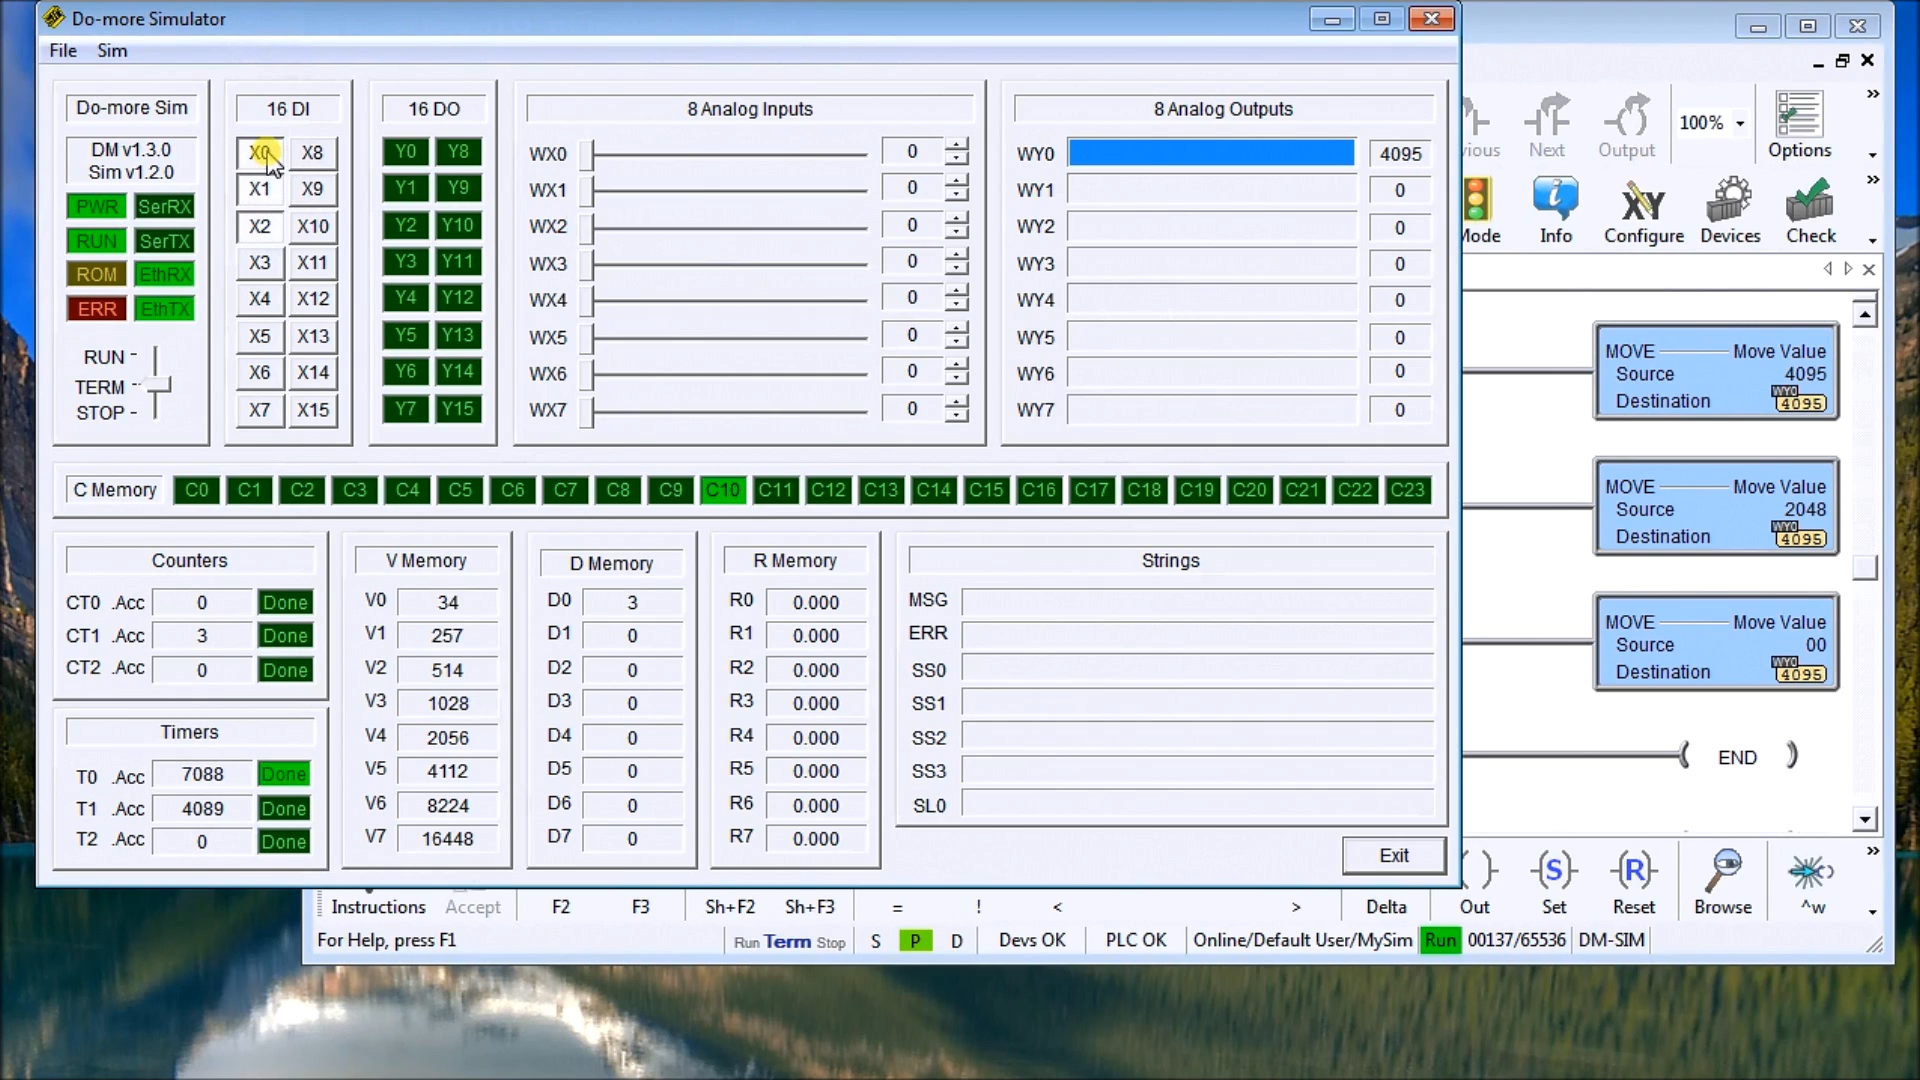 Do-more Simulator
File Sim
Do-more Sim
DM v1.3.0
Sim v1.2.0
PWR SerRX
RUN SerTX
ROM EthRX
ERR EthTX
RUN
TERM
STOP
16 DI
X0 X8
X1 X9
X2 X10
X3 X11
X4 X12
X5 X13
X6 X14
X7 X15
16 DO
Y0 Y8
Y1 Y9
Y2 Y10
Y3 Y11
Y4 Y12
Y5 Y13
Y6 Y14
Y7 Y15
8 Analog Inputs
WX0 0
WX1 0
WX2 0
WX3 0
WX4 0
WX5 0
WX6 0
WX7 0
8 Analog Outputs
WY0 4095
WY1 0
WY2 0
WY3 0
WY4 0
WY5 0
WY6 0
WY7 0
C Memory C0 C1 C2 C3 C4 C5 C6 C7 C8 C9 C10 C11 C12 C13 C14 C15 C16 C17 C18 C19 C20 C21 C22 C23
Counters
CT0 .Acc 0 Done
CT1 .Acc 3 Done
CT2 .Acc 0 Done
Timers
T0 .Acc 7088 Done
T1 .Acc 4089 Done
T2 .Acc 0 Done
V Memory
V0 34
V1 257
V2 514
V3 1028
V4 2056
V5 4112
V6 8224
V7 16448
D Memory
D0 3
D1 0
D2 0
D3 0
D4 0
D5 0
D6 0
D7 0
R Memory
R0 0.000
R1 0.000
R2 0.000
R3 0.000
R4 0.000
R5 0.000
R6 0.000
R7 0.000
Strings
MSG
ERR
SS0
SS1
SS2
SS3
SL0
Exit
100%
vious Next Output Options
Mode Info Configure Devices Check
MOVE Move Value
Source 4095
Destination WY0 4095
MOVE Move Value
Source 2048
Destination WY0 4095
MOVE Move Value
Source 00
Destination WY0 4095
END
Instructions Accept F2 F3 Sh+F2 Sh+F3 = ! < > Delta Out Set Reset Browse ^w
For Help, press F1 Run Term Stop S P D Devs OK PLC OK Online/Default User/MySim Run 00137/65536 DM-SIM